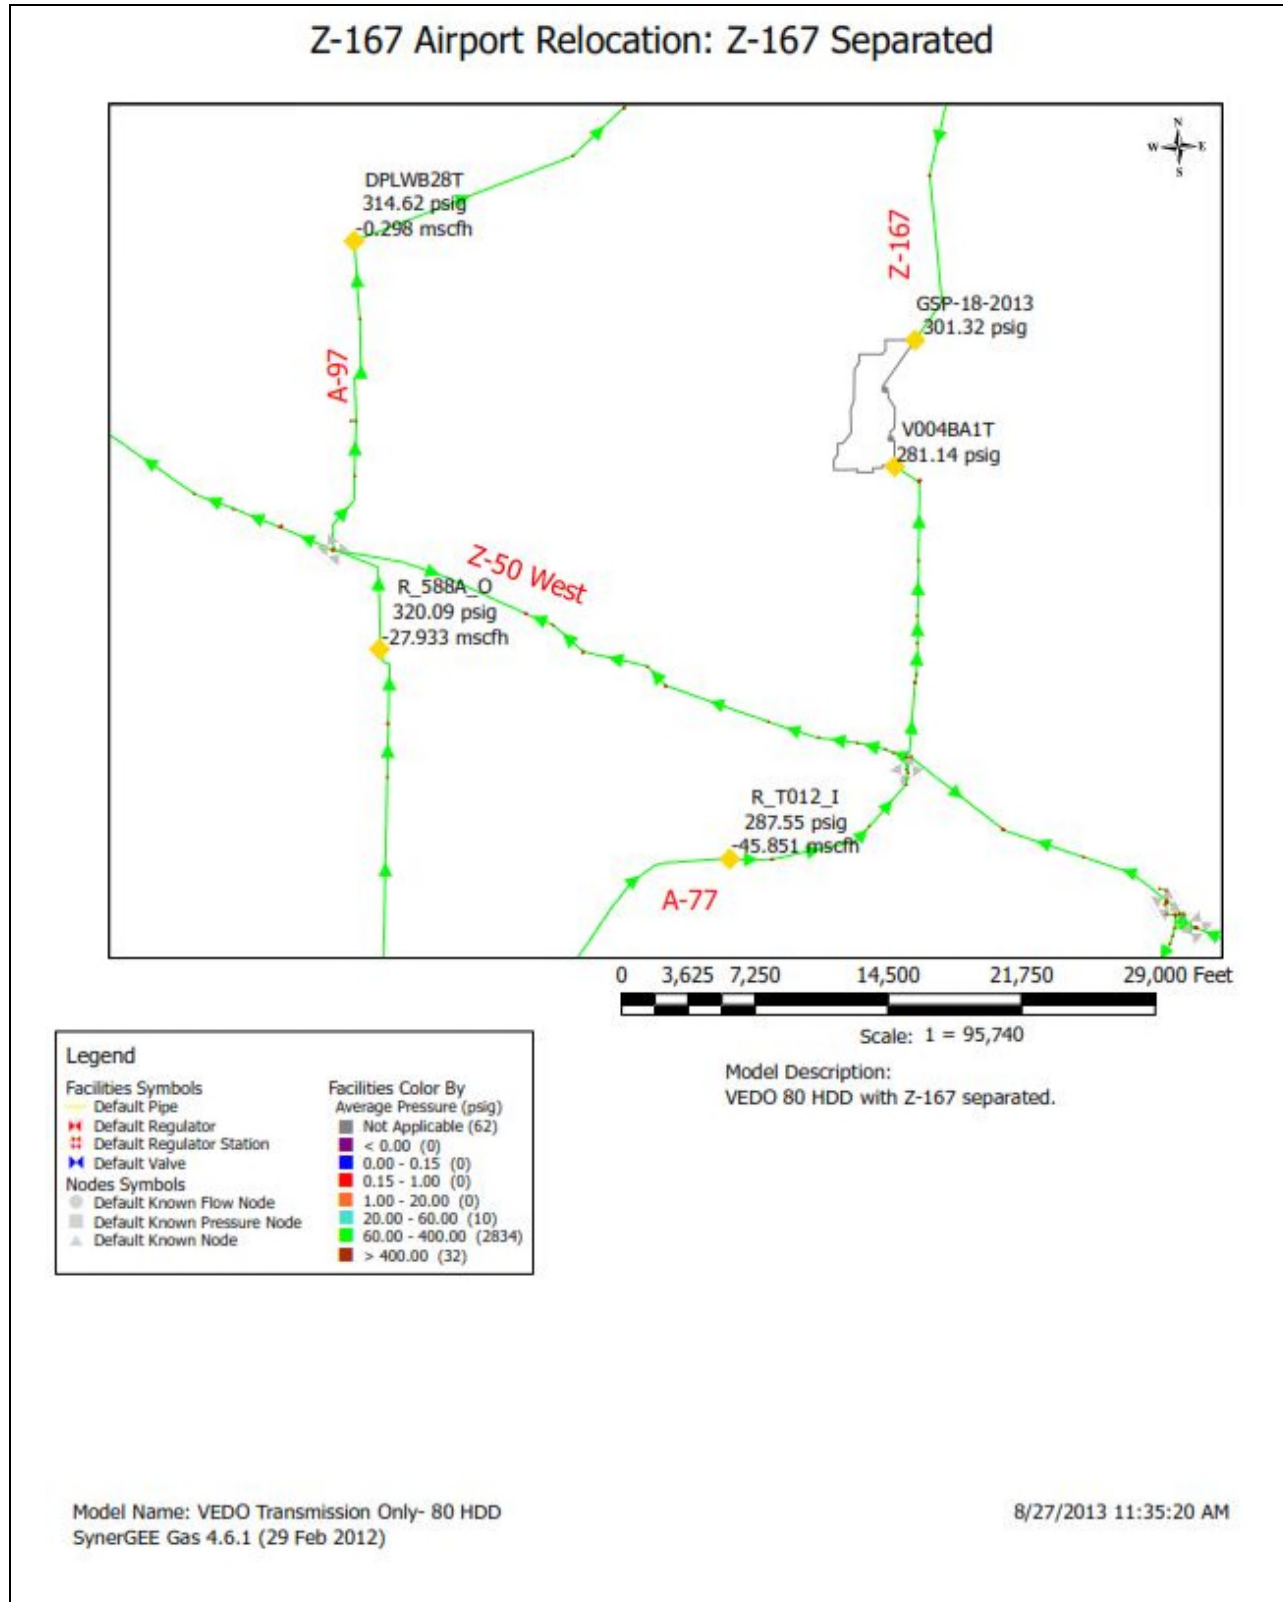 Z-167 Airport Relocation: Z-167 Separated
N
W E
S
DPLWB28T
314.62 psig
-0.298 mscfh
Z-167
GSP-18-2013
301.32 psig
A-97
V004BA1T
281.14 psig
Z-50 West
R_588A_O
320.09 psig
-27.933 mscfh
R_T012_I
287.55 psig
-45.851 mscfh
A-77
0 3,625 7,250 14,500 21,750 29,000 Feet
Scale: 1 = 95,740
Model Description:
VEDO 80 HDD with Z-167 separated.
Legend
Facilities Symbols
Default Pipe
Default Regulator
Default Regulator Station
Default Valve
Nodes Symbols
Default Known Flow Node
Default Known Pressure Node
Default Known Node
Facilities Color By
Average Pressure (psig)
Not Applicable (62)
< 0.00 (0)
0.00 - 0.15 (0)
0.15 - 1.00 (0)
1.00 - 20.00 (0)
20.00 - 60.00 (10)
60.00 - 400.00 (2834)
> 400.00 (32)
Model Name: VEDO Transmission Only- 80 HDD
SynerGEE Gas 4.6.1 (29 Feb 2012)
8/27/2013 11:35:20 AM